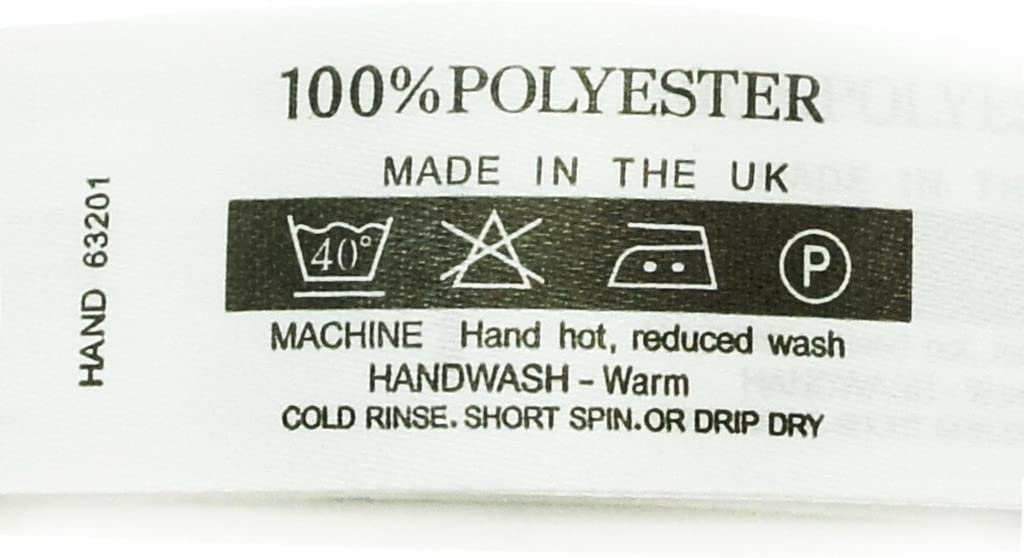 100%POLYESTER
MADE IN THE UK
40°
P
MACHINE Hand hot, reduced wash
HANDWASH - Warm
COLD RINSE. SHORT SPIN.OR DRIP DRY
HAND 63201